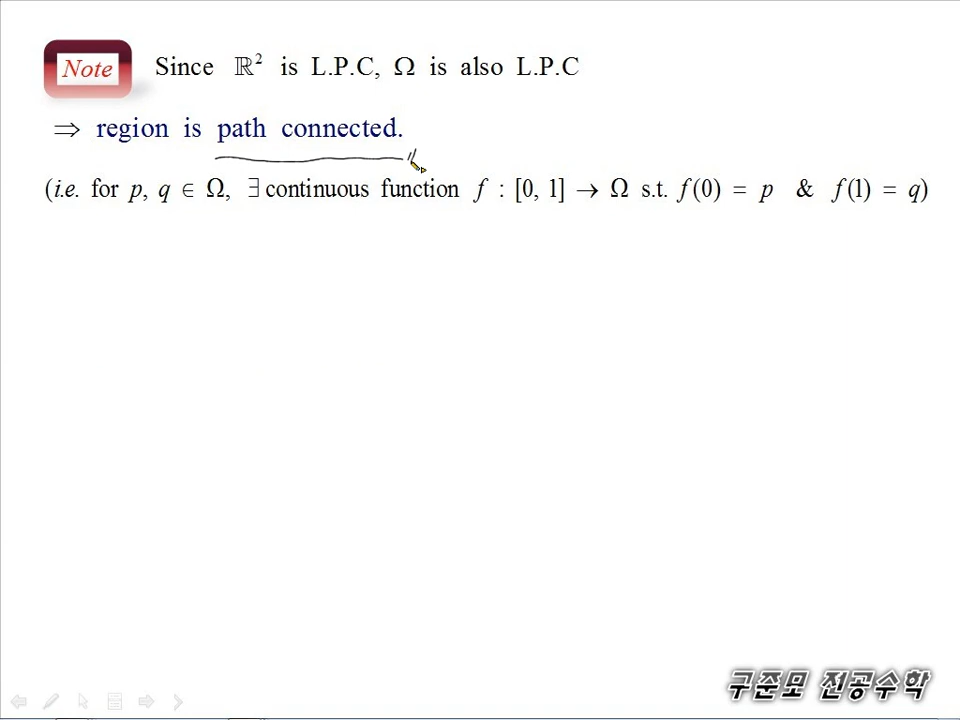 Note Since ℝ² is L.P.C, Ω is also L.P.C
⇒ region is path connected.
(i.e. for p, q ∈ Ω, ∃ continuous function f : [0, 1] → Ω s.t. f(0) = p & f(1) = q)
구준모 전공수학